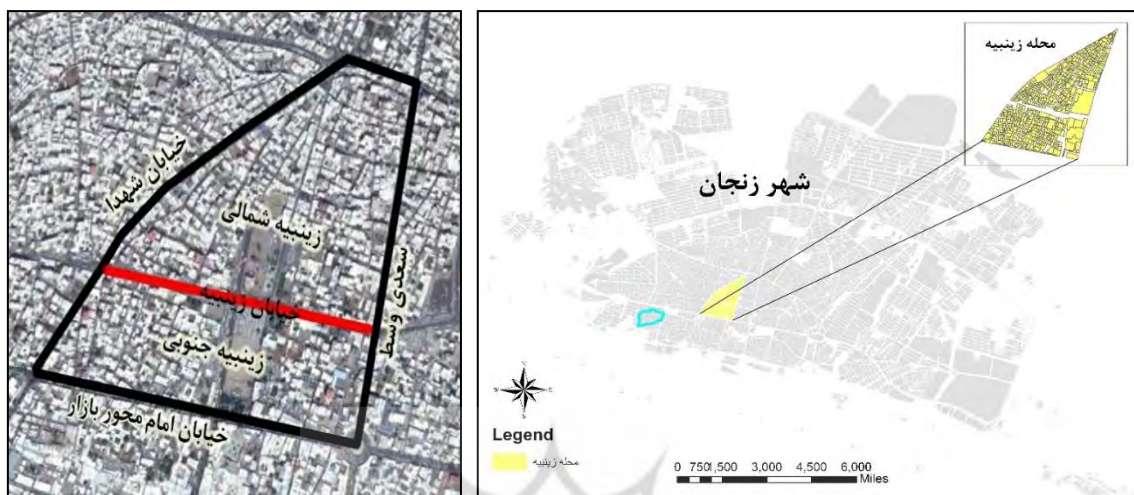 خیابان شهدا
زینبیه شمالی
سعدی وسط
خیابان زینبیه
زینبیه جنوبی
خیابان امام محور بازار
محله زینبیه
شهر زنجان
N
W
E
S
Legend
محله زینبیه
0 750 1,500 3,000 4,500 6,000
Miles